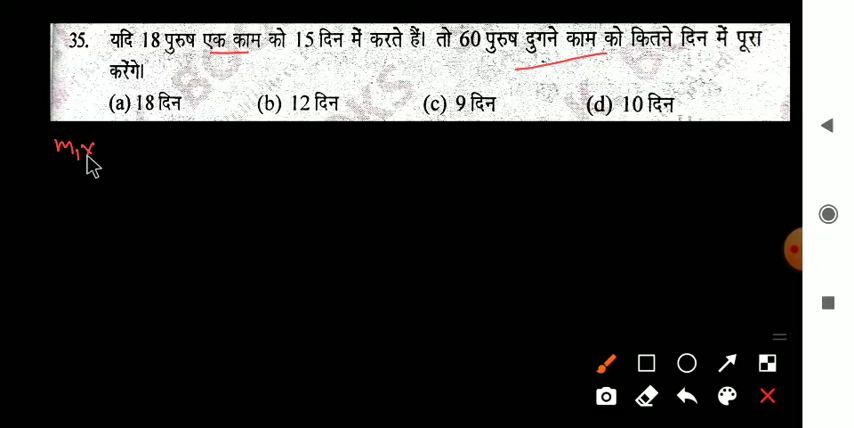 35. यदि 18 पुरुष एक काम को 15 दिन में करते हैं। तो 60 पुरुष दुगने काम को कितने दिन में पूरा
करेंगे।
(a) 18 दिन (b) 12 दिन (c) 9 दिन (d) 10 दिन
m₁x